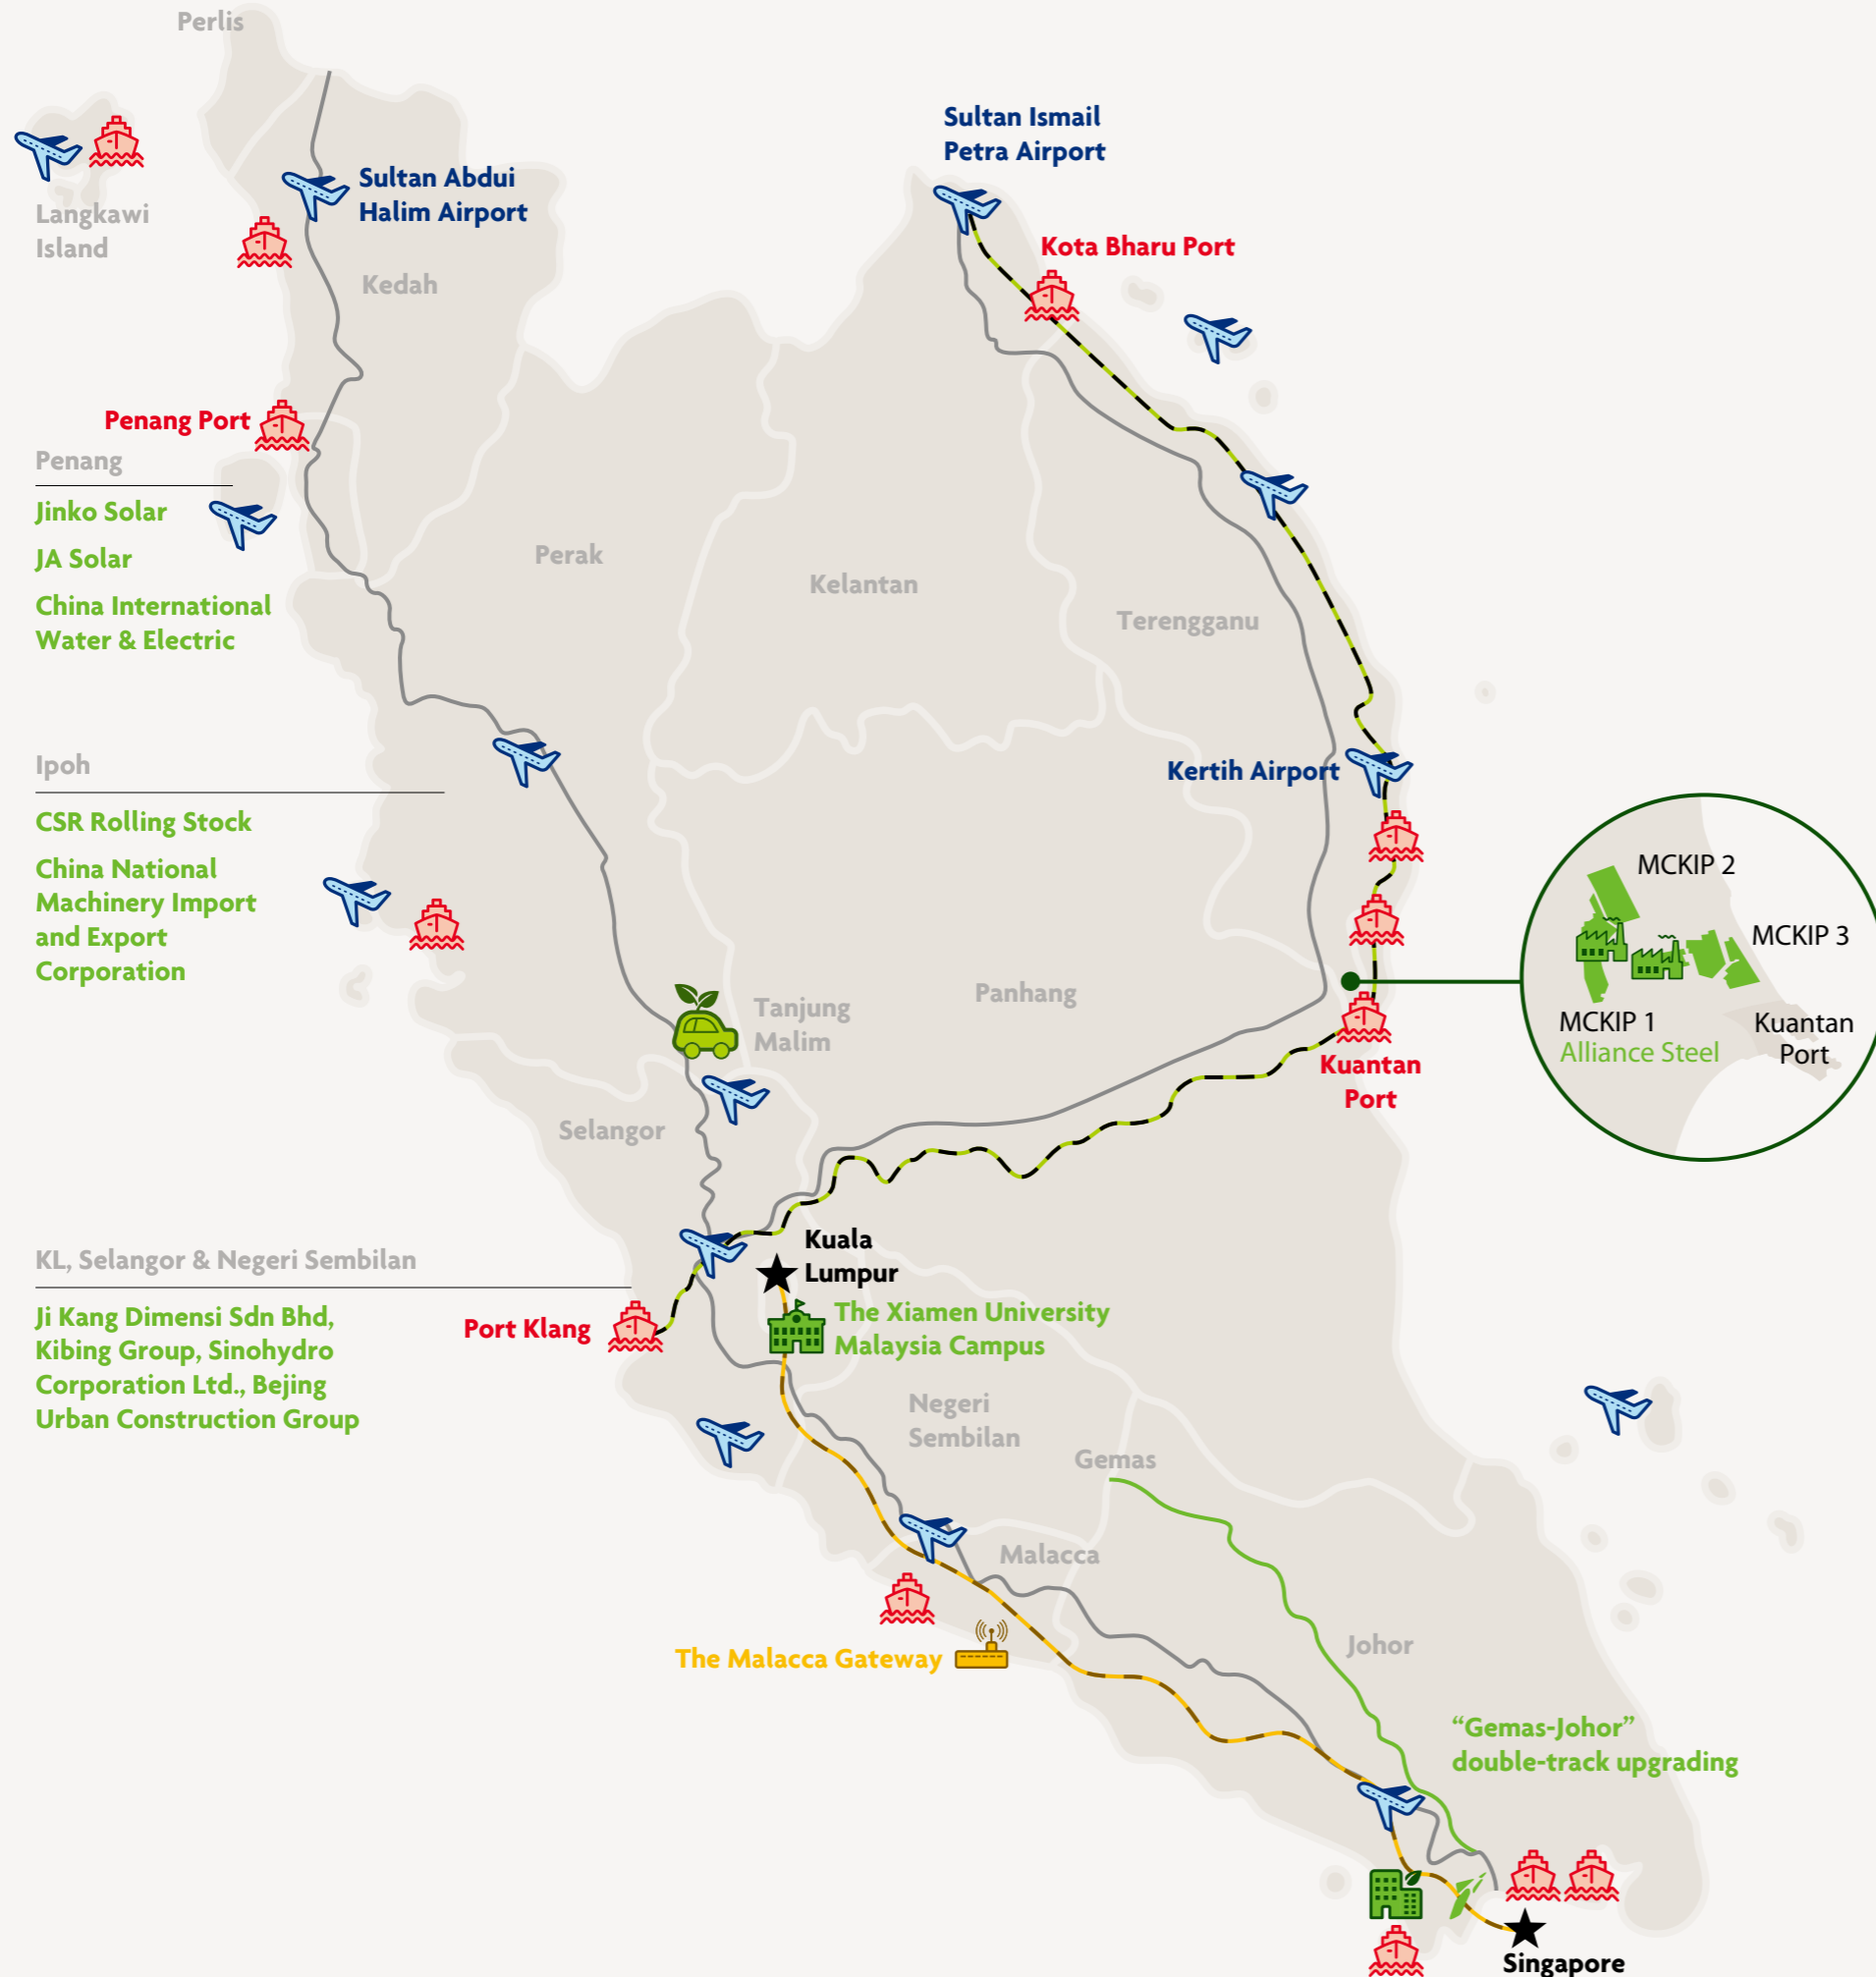 Perlis
Sultan Ismail
Petra Airport
Sultan Abdui
Halim Airport
Langkawi
Island
Kota Bharu Port
Kedah
Penang Port
Penang
Jinko Solar
JA Solar
China International
Water & Electric
Perak
Kelantan
Terengganu
Ipoh
CSR Rolling Stock
China National
Machinery Import
and Export
Corporation
Kertih Airport
MCKIP 2
MCKIP 3
MCKIP 1
Alliance Steel
Kuantan
Port
Tanjung
Malim
Panhang
Kuantan
Port
Selangor
KL, Selangor & Negeri Sembilan
Ji Kang Dimensi Sdn Bhd,
Kibing Group, Sinohydro
Corporation Ltd., Bejing
Urban Construction Group
Kuala
Lumpur
Port Klang
The Xiamen University
Malaysia Campus
Negeri
Sembilan
Gemas
Malacca
The Malacca Gateway
Johor
“Gemas-Johor”
double-track upgrading
Singapore